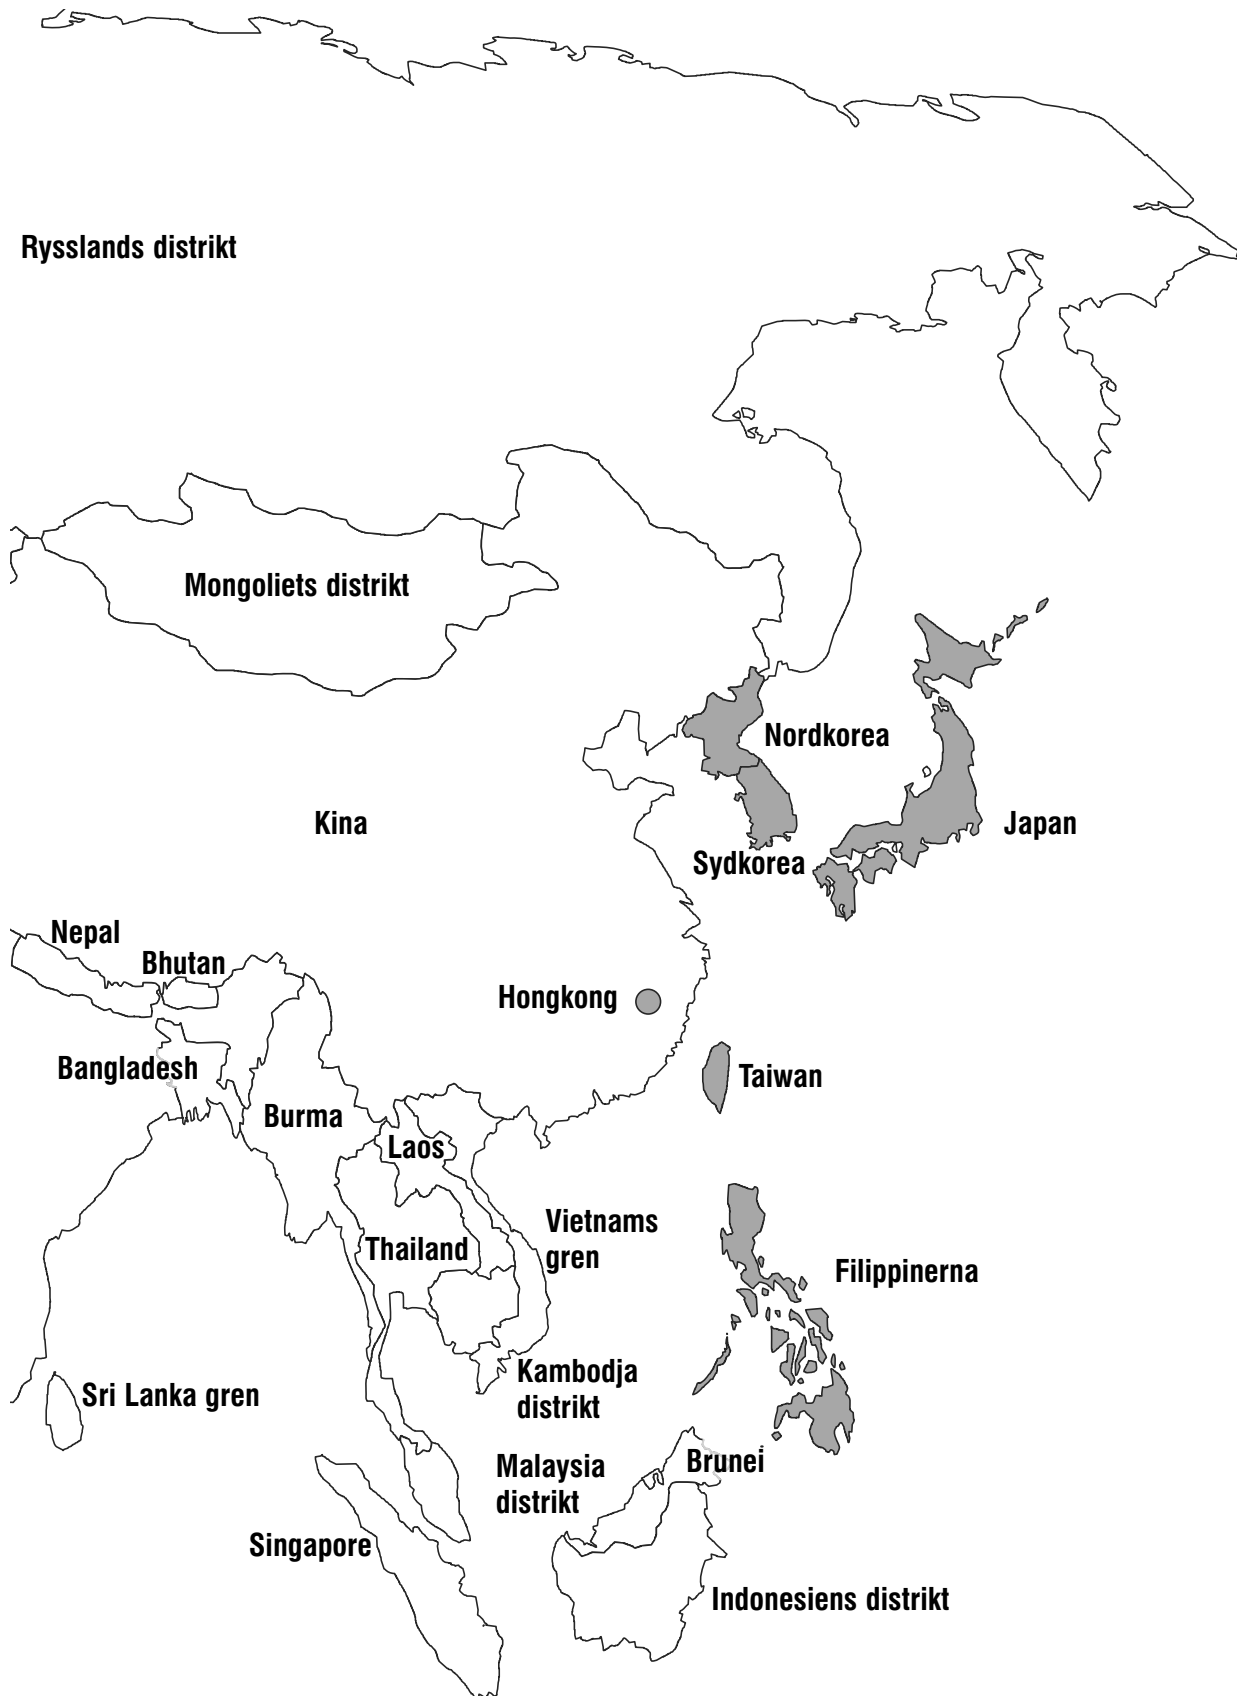 Rysslands distrikt
Mongoliets distrikt
Nordkorea
Kina
Japan
Sydkorea
Nepal
Bhutan
Hongkong
Bangladesh
Taiwan
Burma
Laos
Vietnams
gren
Thailand
Filippinerna
Kambodja
distrikt
Sri Lanka gren
Malaysia
distrikt
Brunei
Singapore
Indonesiens distrikt